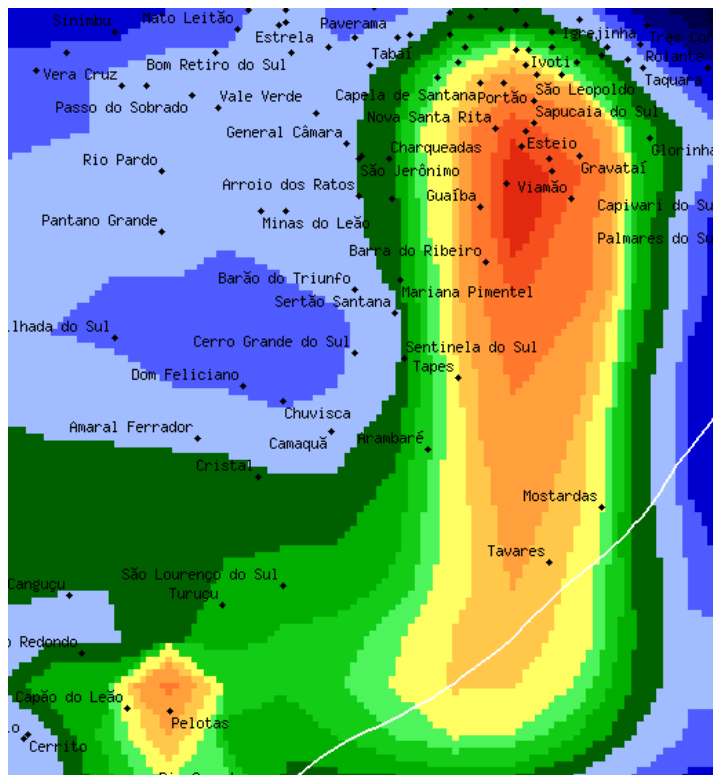 Sinimbu
Mato Leitão
Paverama
Estrela
Igrejinha
Tabaí
Bom Retiro do Sul
Ivoti
Rolante
Vera Cruz
Taquara
São Leopoldo
Capela de Santana
Portão
Vale Verde
Passo do Sobrado
Sapucaia do Sul
Nova Santa Rita
General Câmara
Esteio
Charqueadas
Glorinha
Rio Pardo
Gravataí
São Jerônimo
Arroio dos Ratos
Viamão
Guaíba
Capivari do Su
Pantano Grande
Minas do Leão
Palmares do Su
Barra do Ribeiro
Barão do Triunfo
Mariana Pimentel
Sertão Santana
lhada do Sul
Cerro Grande do Sul
Sentinela do Sul
Tapes
Dom Feliciano
Chuvisca
Amaral Ferrador
Camaquã
Arambaré
Cristal
Mostardas
Tavares
São Lourenço do Sul
Canguçu
Turuçu
o Redondo
Capão do Leão
Pelotas
lo
Cerrito